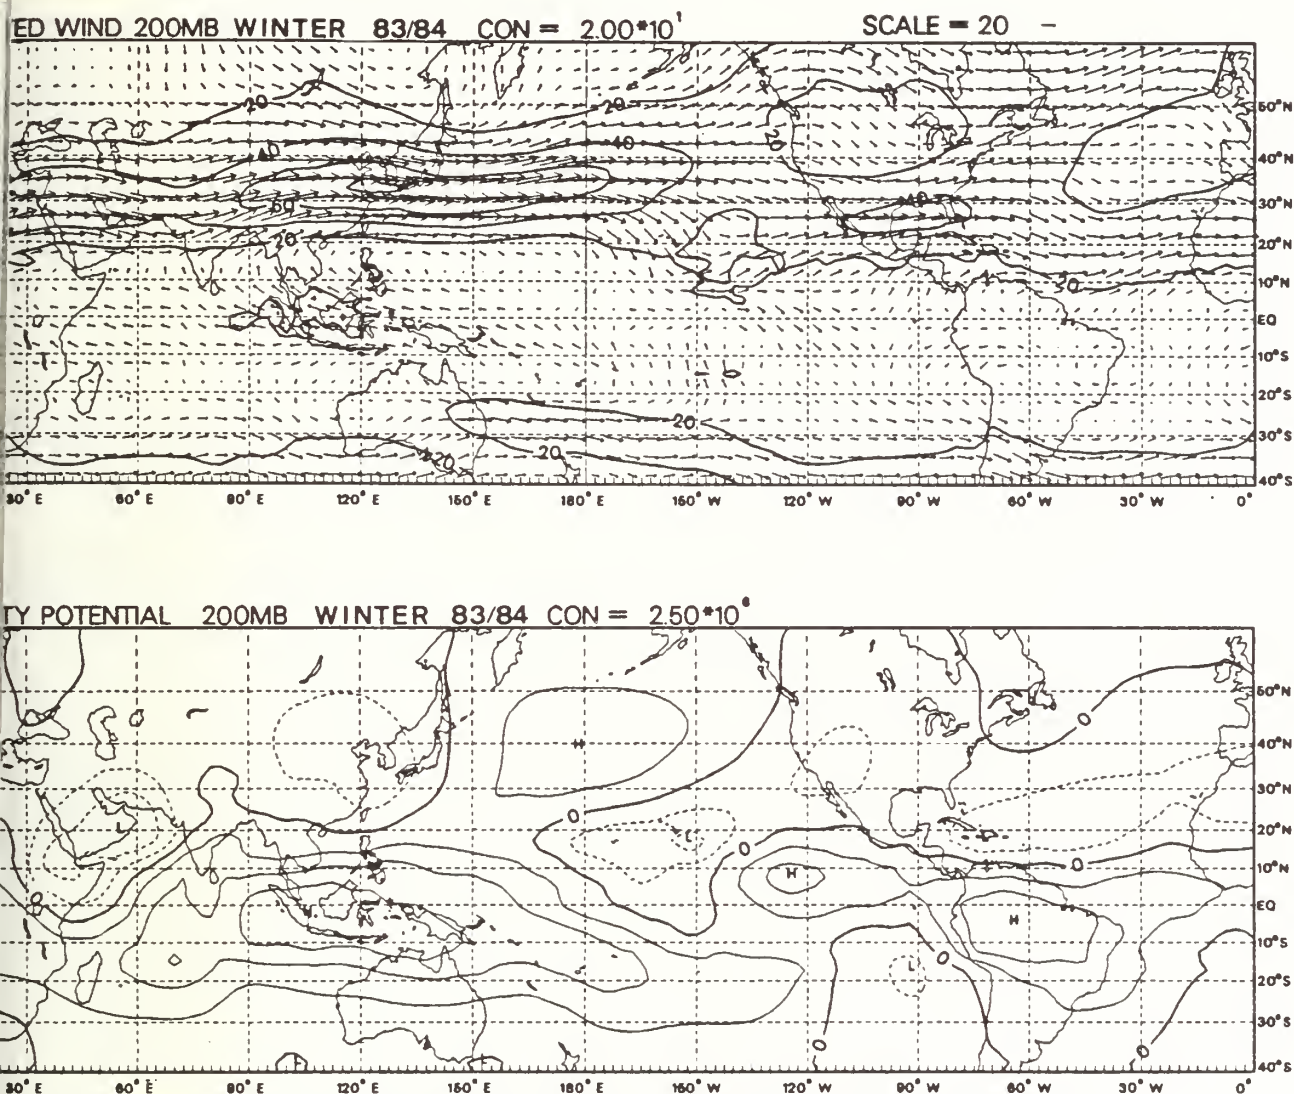 ED WIND 200MB WINTER 83/84 CON = 2.00*10¹ SCALE = 20
20
20
50°N
20
40
40
40°N
60
40
30°N
20
20°N
20
10°N
0
EQ
10°S
20°S
20
30°S
20
20
40°S
30°E 60°E 90°E 120°E 150°E 180°E 150°W 120°W 90°W 60°W 30°W 0°
TY POTENTIAL 200MB WINTER 83/84 CON = 2.50*10⁶
50°N
0
H
40°N
30°N
0
L
L
20°N
0
0
H
10°N
0
EQ
H
10°S
0
L
20°S
30°S
0
0
40°S
30°E 60°E 90°E 120°E 150°E 180°E 150°W 120°W 90°W 60°W 30°W 0°